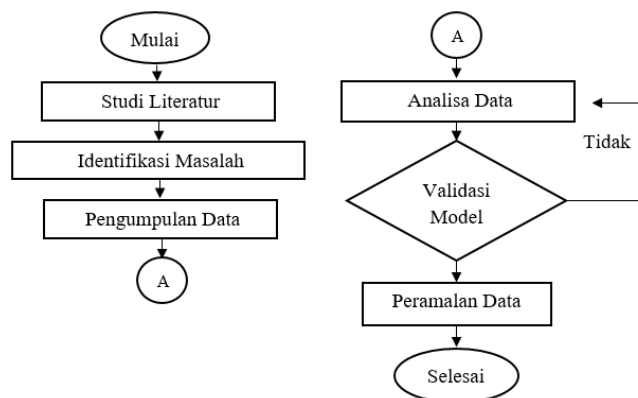 Mulai
Studi Literatur
Identifikasi Masalah
Pengumpulan Data
A
A
Analisa Data
Tidak
Validasi
Model
Peramalan Data
Selesai